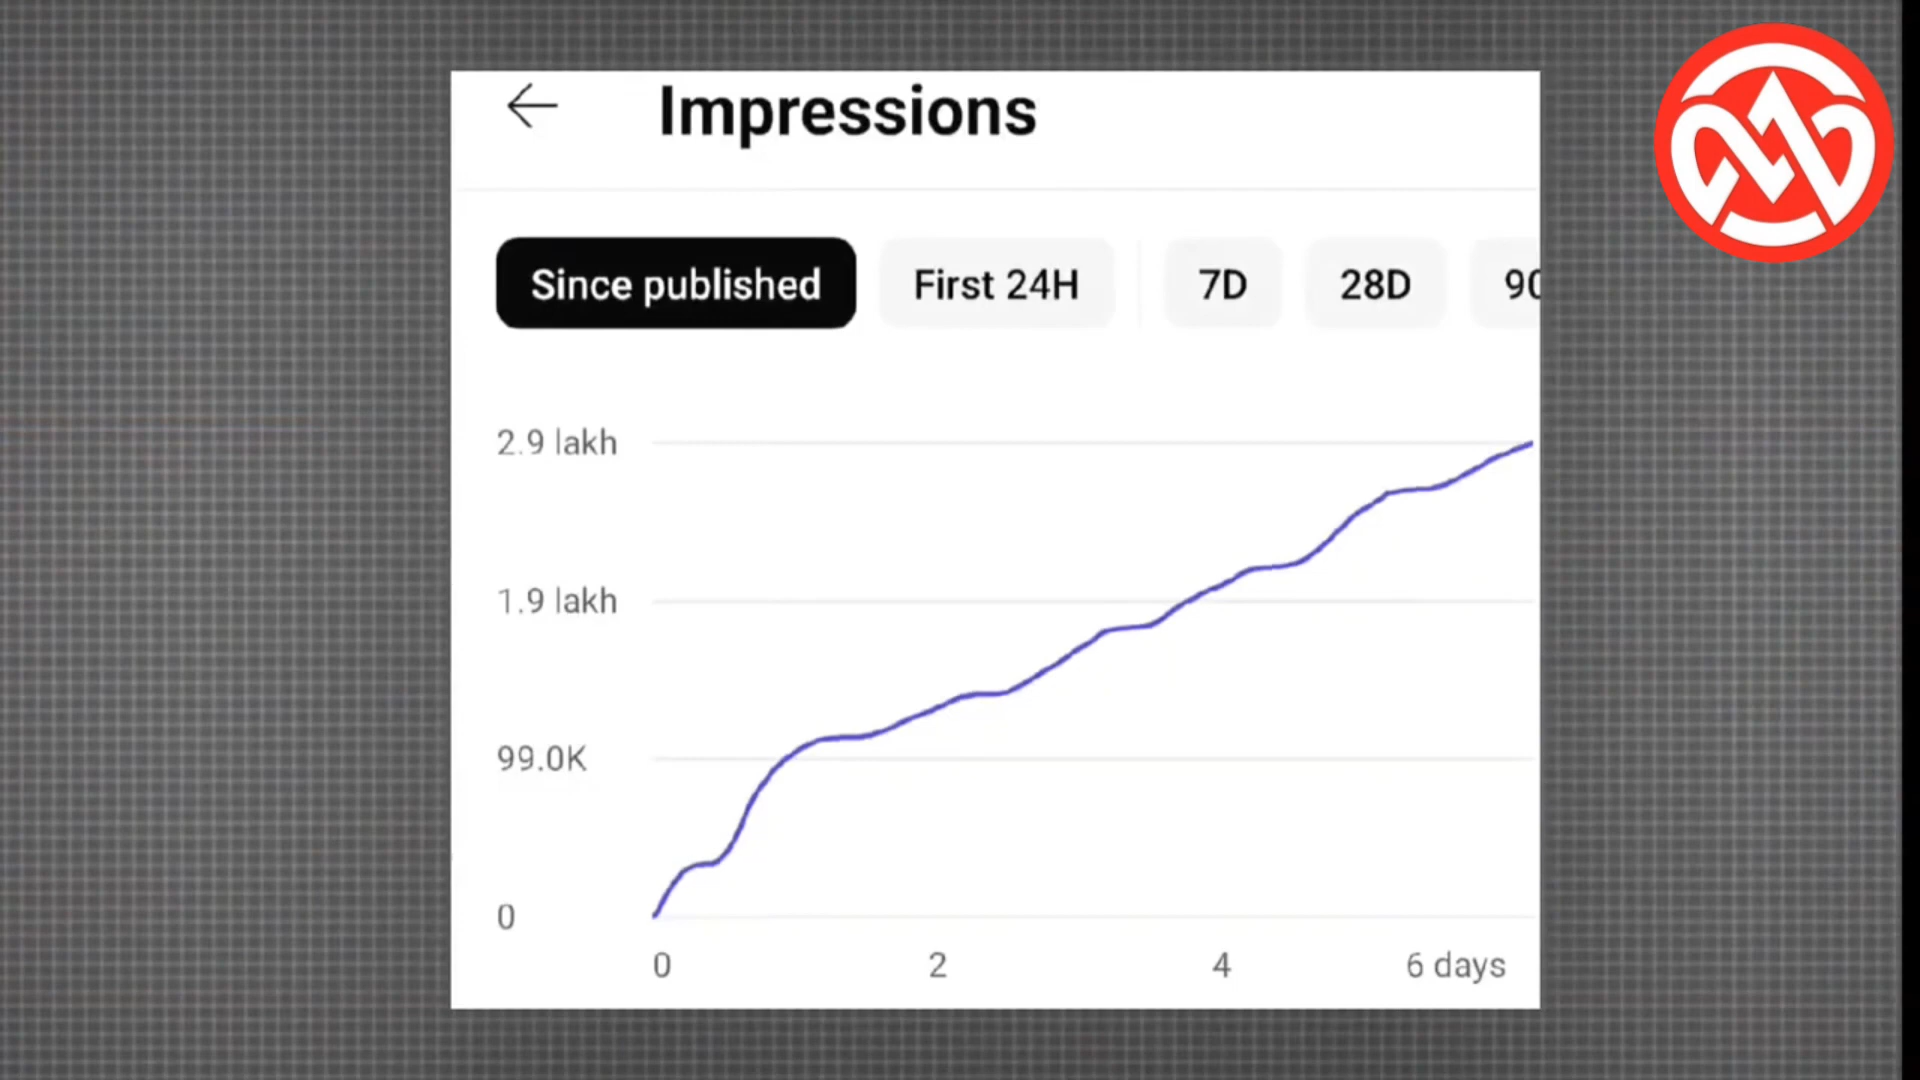 Impressions
Since published First 24H 7D 28D 90
2.9 lakh
1.9 lakh
99.0K
0
0 2 4 6 days